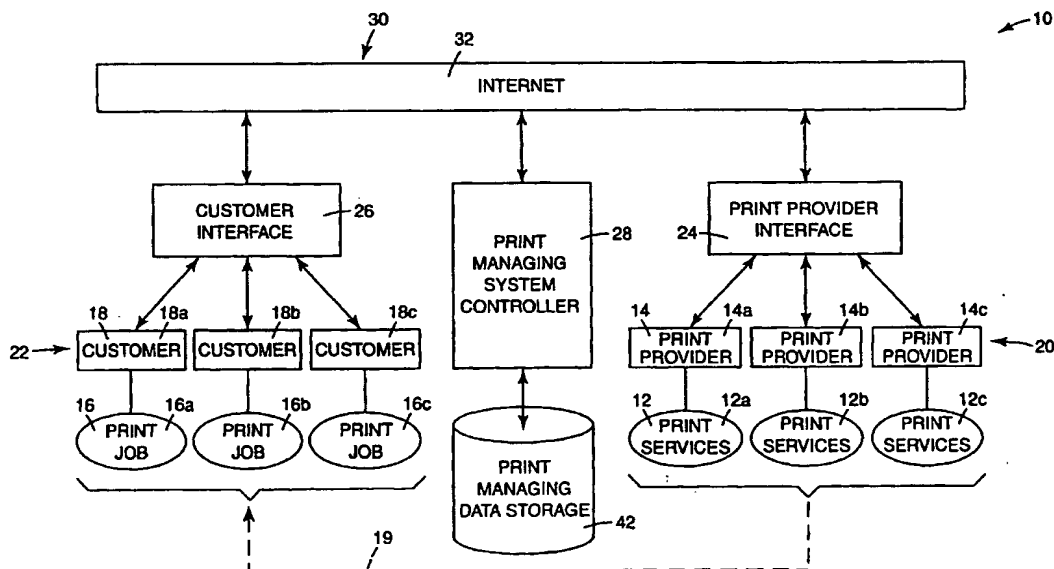 30
10
32
INTERNET
CUSTOMER
INTERFACE
26
PRINT
MANAGING
SYSTEM
CONTROLLER
28
PRINT PROVIDER
INTERFACE
24
22
18
18a
CUSTOMER
18b
CUSTOMER
18c
CUSTOMER
14
14a
PRINT
PROVIDER
14b
PRINT
PROVIDER
14c
PRINT
PROVIDER
20
16
16a
PRINT
JOB
16b
PRINT
JOB
16c
PRINT
JOB
PRINT
MANAGING
DATA STORAGE
42
12
12a
PRINT
SERVICES
12b
PRINT
SERVICES
12c
PRINT
SERVICES
19